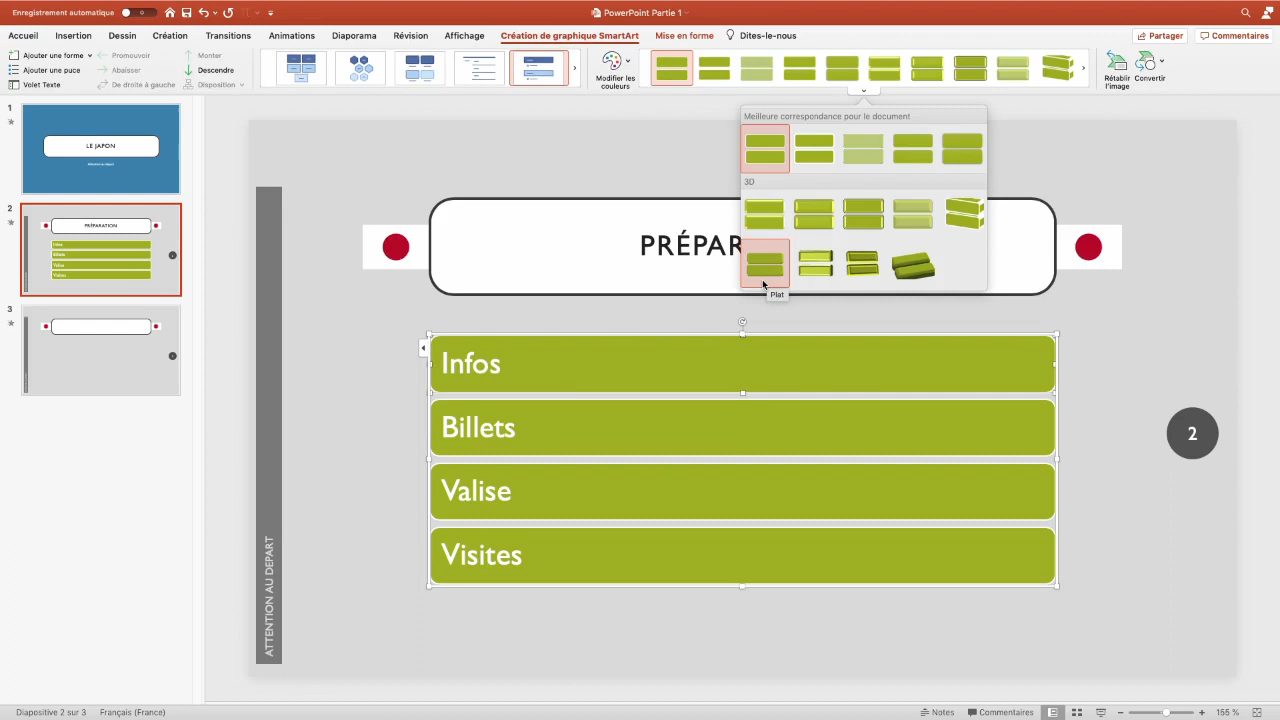 Enregistrement automatique
PowerPoint Partie 1
Accueil Insertion Dessin Création Transitions Animations Diaporama Révision Affichage Création de graphique SmartArt Mise en forme Dites-le-nous Partager Commentaires
Ajouter une forme Promouvoir Monter
Ajouter une puce Abaisser Descendre
Volet Texte De droite à gauche Disposition
Modifier les couleurs
Rétablir l'image
Convertir
Meilleure correspondance pour le document
3D
Plat
1
LE JAPON
2
PRÉPARATION
Infos
Billets
Valise
Visites
3
PRÉPAR
Infos
Billets
Valise
Visites
2
ATTENTION AU DEPART
Diapositive 2 sur 3 Français (France) Notes Commentaires 155 %